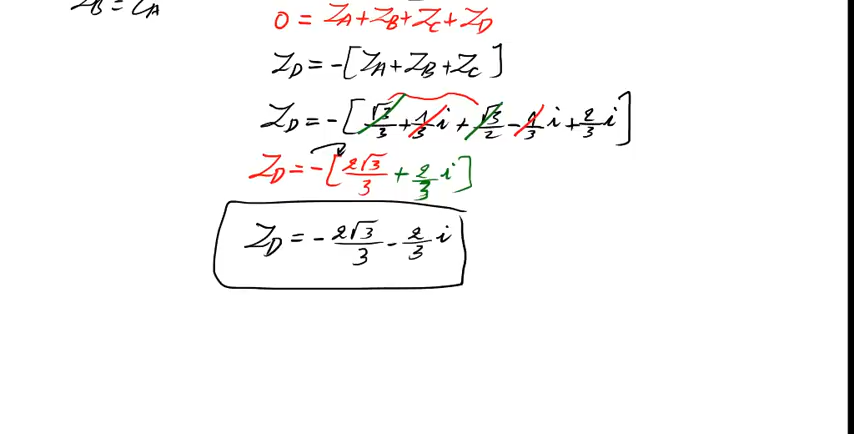 Z_B = Z_A
0 = Z_A + Z_B + Z_C + Z_D
Z_D = -[Z_A + Z_B + Z_C]
Z_D = -[√3/3 + 1/3 i + √3/2 - 1/3 i + 2/3 i]
Z_D = -[2√3/3 + 2/3 i]
Z_D = - 2√3/3 - 2/3 i